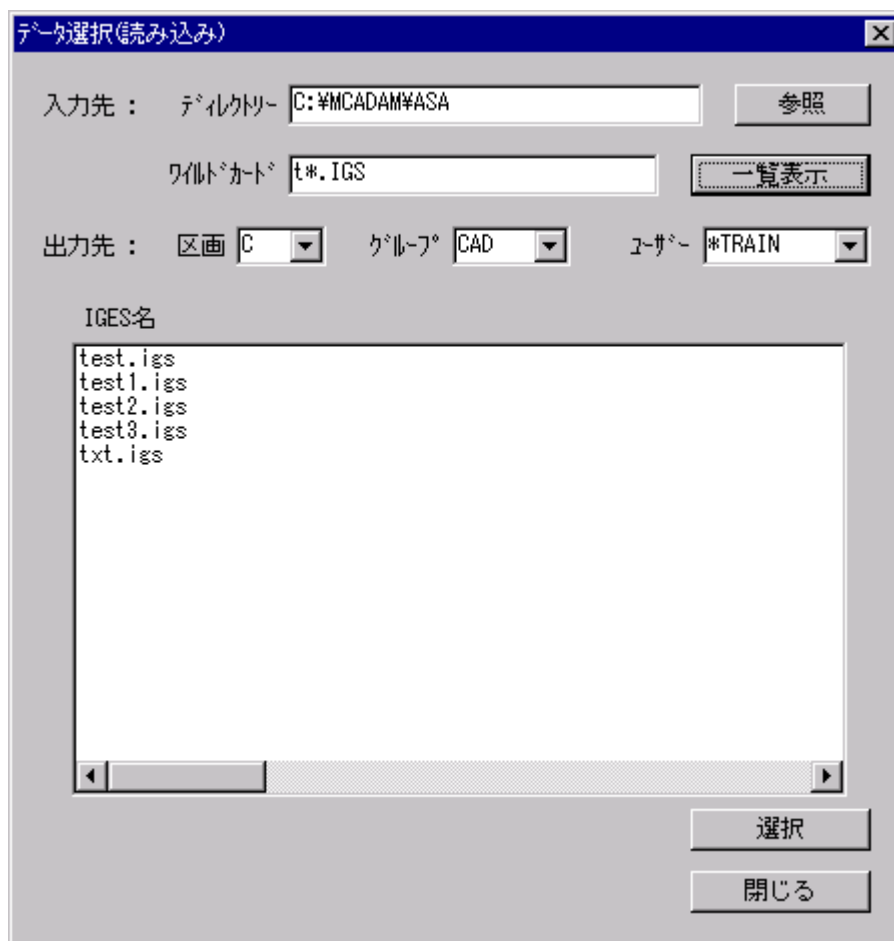 ﾃﾞｰﾀ選択(読み込み)
入力先： ﾃﾞｨﾚｸﾄﾘｰ C:¥MCADAM¥ASA 参照
ﾜｲﾙﾄﾞｶｰﾄﾞ t*.IGS 一覧表示
出力先： 区画 C ｸﾞﾙｰﾌﾟ CAD ﾕｰｻﾞｰ *TRAIN
IGES名
test.igs
test1.igs
test2.igs
test3.igs
txt.igs
選択
閉じる